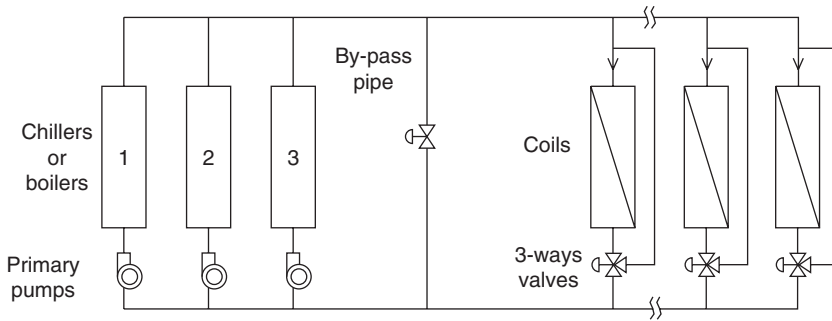 By-pass
pipe
Chillers
or
boilers
1
2
3
Coils
Primary
pumps
3-ways
valves